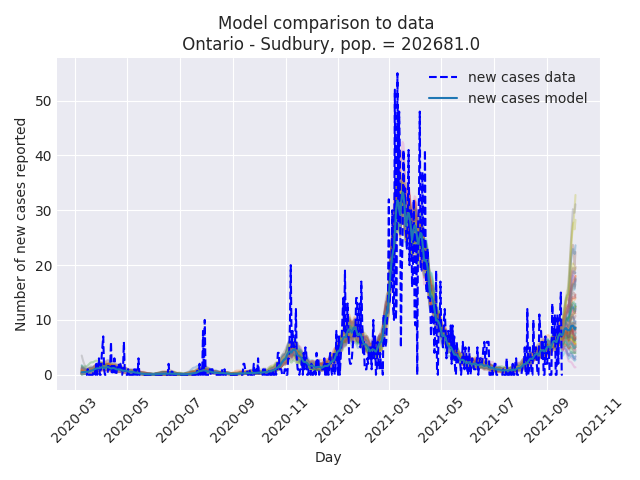 Model comparison to data
Ontario - Sudbury, pop. = 202681.0
new cases data
new cases model
Number of new cases reported
50
40
30
20
10
0
2020-03
2020-05
2020-07
2020-09
2020-11
2021-01
2021-03
2021-05
2021-07
2021-09
2021-11
Day